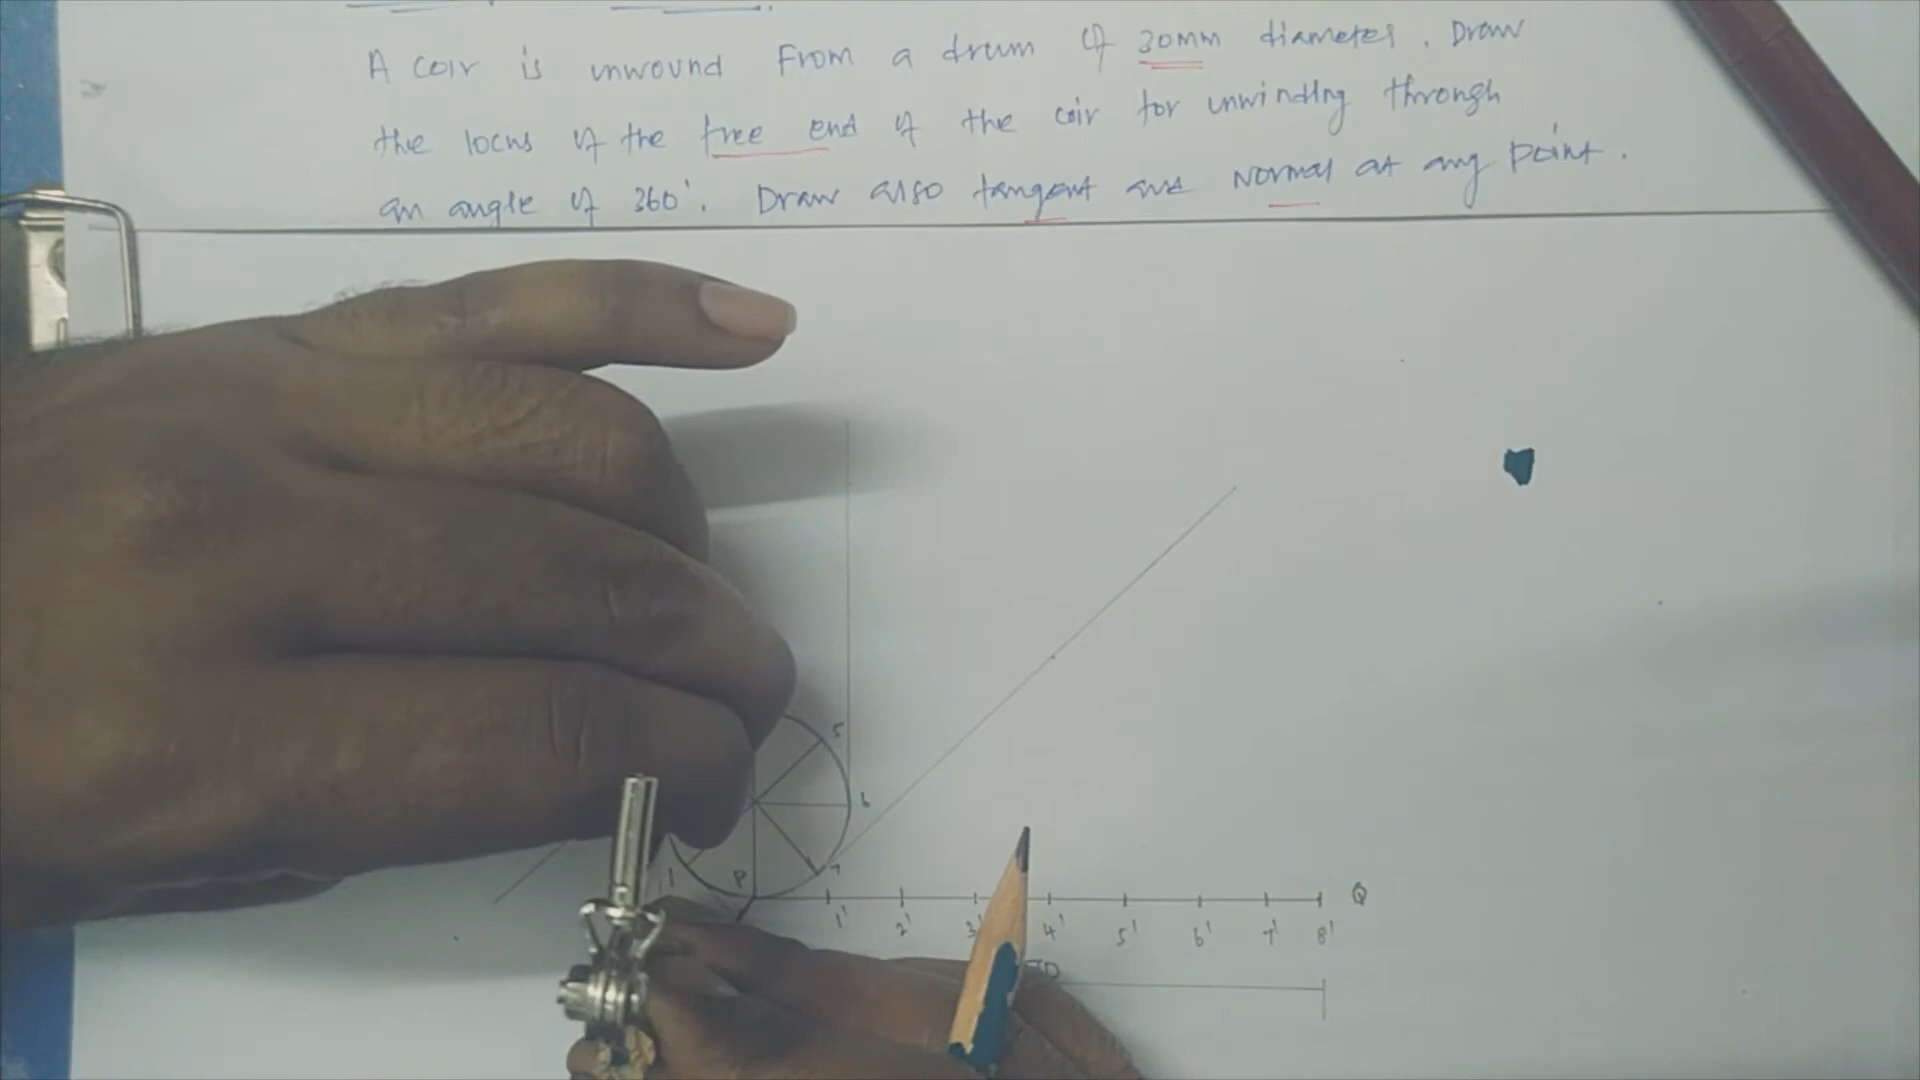 A coir is unwound From a drum of 30mm diameter. Draw
the locus of the free end of the coir for unwinding through
an angle of 360°. Draw also tangent and Normal at any point.
5
6
7
1
P
Q
1' 2' 3' 4' 5' 6' 7' 8'
πD